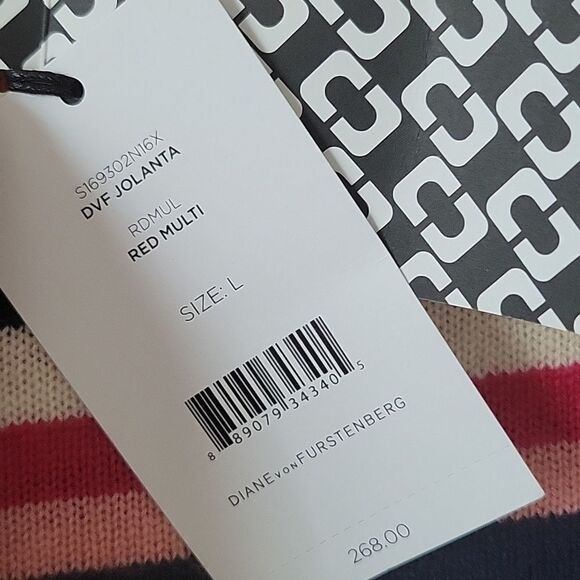 S169302N16X
DVF JOLANTA
RDMUL
RED MULTI
SIZE: L
8 89079 34340 5
DIANE VON FURSTENBERG
268.00